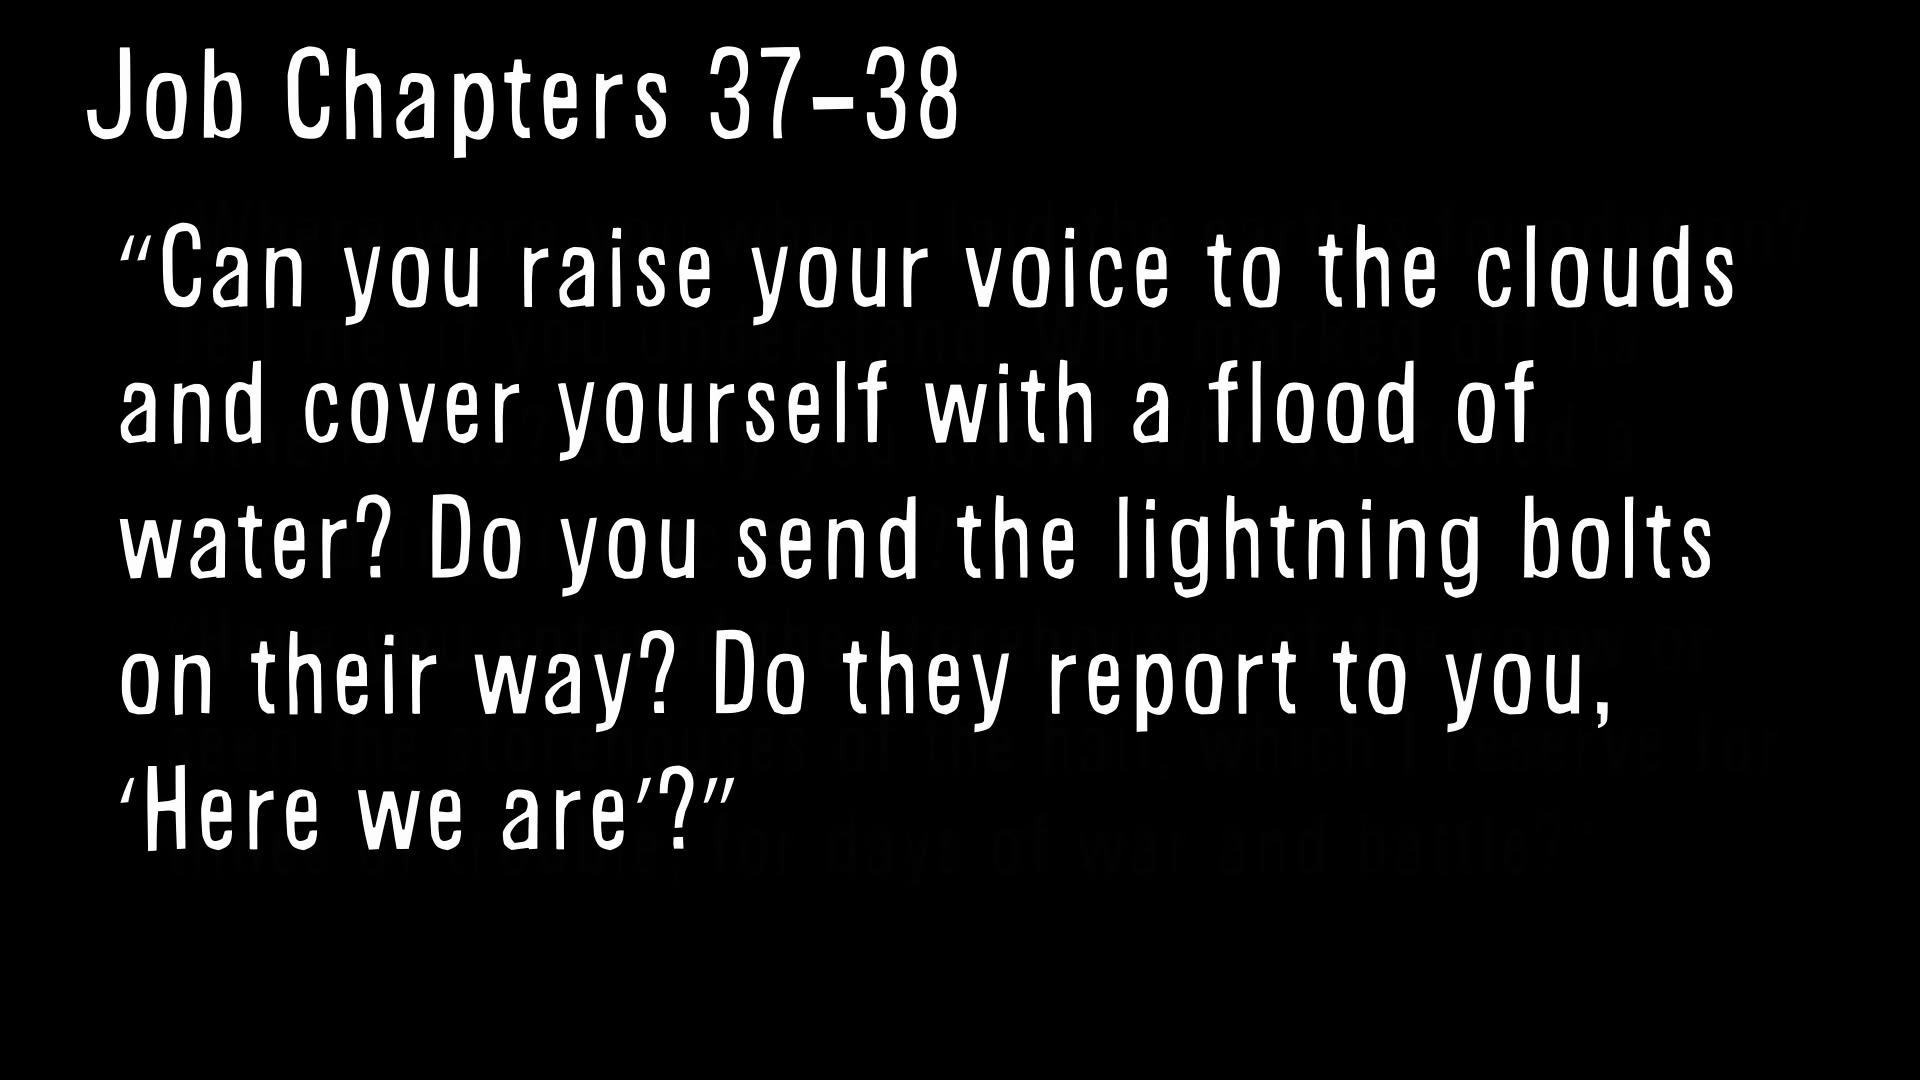 Job Chapters 37–38
“Can you raise your voice to the clouds
and cover yourself with a flood of
water? Do you send the lightning bolts
on their way? Do they report to you,
‘Here we are’?”